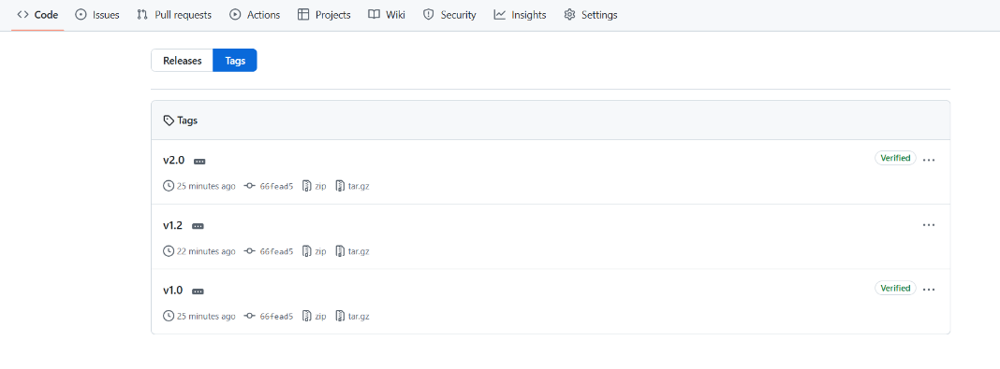 Code Issues Pull requests Actions Projects Wiki Security Insights Settings
Releases Tags
Tags
v2.0 Verified
25 minutes ago 66fead5 zip tar.gz
v1.2
22 minutes ago 66fead5 zip tar.gz
v1.0 Verified
25 minutes ago 66fead5 zip tar.gz